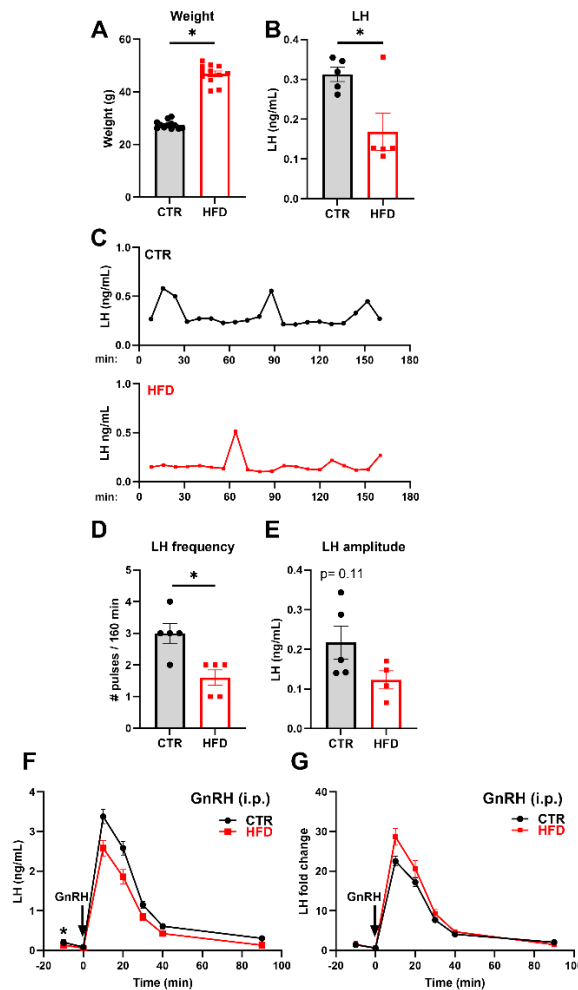 A
Weight
*
Weight (g)
60
40
20
0
CTR
HFD
B
LH
*
LH (ng/mL)
0.4
0.3
0.2
0.1
0.0
CTR
HFD
C
CTR
LH (ng/mL)
1.0
0.5
0.0
min:
0
30
60
90
120
150
180
HFD
LH ng/mL
1.0
0.5
0.0
min:
0
30
60
90
120
150
180
D
LH frequency
*
# pulses / 160 min
5
4
3
2
1
0
CTR
HFD
E
LH amplitude
p= 0.11
LH (ng/mL)
0.4
0.3
0.2
0.1
0.0
CTR
HFD
F
GnRH (i.p.)
CTR
HFD
LH (ng/mL)
4
3
2
1
0
GnRH
*
-20
0
20
40
60
80
100
Time (min)
G
GnRH (i.p.)
CTR
HFD
LH fold change
40
30
20
10
0
GnRH
-20
0
20
40
60
80
100
Time (min)